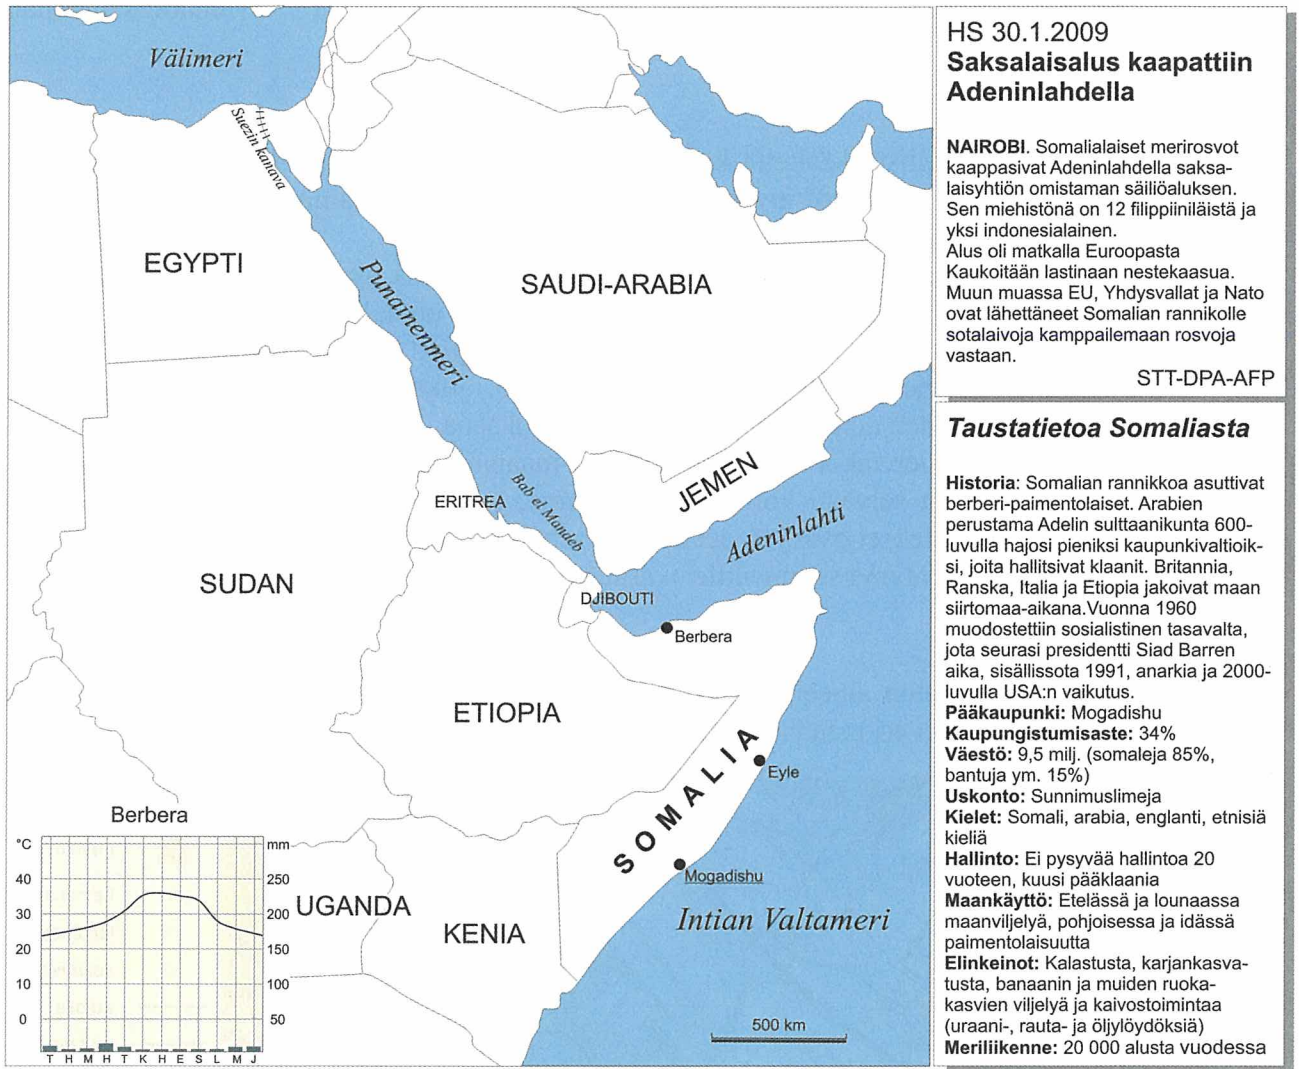 Välimeri
Suezin kanava
EGYPTI
Punainenmeri
SAUDI-ARABIA
ERITREA
Bab el Mandeb
JEMEN
Adeninlahti
SUDAN
DJIBOUTI
Berbera
ETIOPIA
SOMALIA
Eyle
Mogadishu
UGANDA
KENIA
Intian Valtameri
500 km
Berbera
°C
mm
40
250
30
200
20
150
10
100
0
50
T H M H T K H E S L M J
HS 30.1.2009
Saksalaisalus kaapattiin
Adeninlahdella
NAIROBI. Somalialaiset merirosvot
kaappasivat Adeninlahdella saksa-
laisyhtiön omistaman säiliöaluksen.
Sen miehistönä on 12 filippiiniläistä ja
yksi indonesialainen.
Alus oli matkalla Euroopasta
Kaukoitään lastinaan nestekaasua.
Muun muassa EU, Yhdysvallat ja Nato
ovat lähettäneet Somalian rannikolle
sotalaivoja kamppailemaan rosvoja
vastaan.
STT-DPA-AFP
Taustatietoa Somaliasta
Historia: Somalian rannikkoa asuttivat
berberi-paimentolaiset. Arabien
perustama Adelin sulttaanikunta 600-
luvulla hajosi pieniksi kaupunkivaltioik-
si, joita hallitsivat klaanit. Britannia,
Ranska, Italia ja Etiopia jakoivat maan
siirtomaa-aikana.Vuonna 1960
muodostettiin sosialistinen tasavalta,
jota seurasi presidentti Siad Barren
aika, sisällissota 1991, anarkia ja 2000-
luvulla USA:n vaikutus.
Pääkaupunki: Mogadishu
Kaupungistumisaste: 34%
Väestö: 9,5 milj. (somaleja 85%,
bantuja ym. 15%)
Uskonto: Sunnimuslimeja
Kielet: Somali, arabia, englanti, etnisiä
kieliä
Hallinto: Ei pysyvää hallintoa 20
vuoteen, kuusi pääklaania
Maankäyttö: Etelässä ja lounaassa
maanviljelyä, pohjoisessa ja idässä
paimentolaisuutta
Elinkeinot: Kalastusta, karjankasva-
tusta, banaanin ja muiden ruoka-
kasvien viljelyä ja kaivostoimintaa
(uraani-, rauta- ja öljylöydöksiä)
Meriliikenne: 20 000 alusta vuodessa